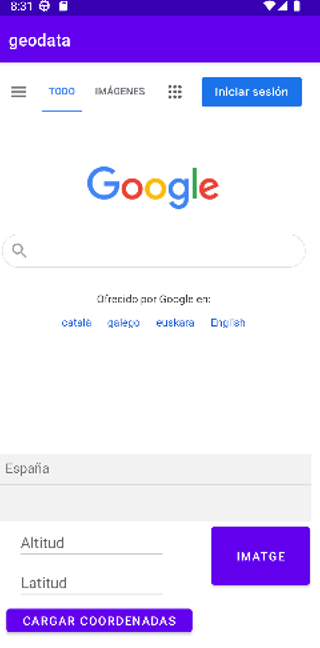 8:31
geodata
TODO IMÁGENES Iniciar sesión
Google
Ofrecido por Google en:
català galego euskara English
España
Altitud
IMATGE
Latitud
CARGAR COORDENADAS